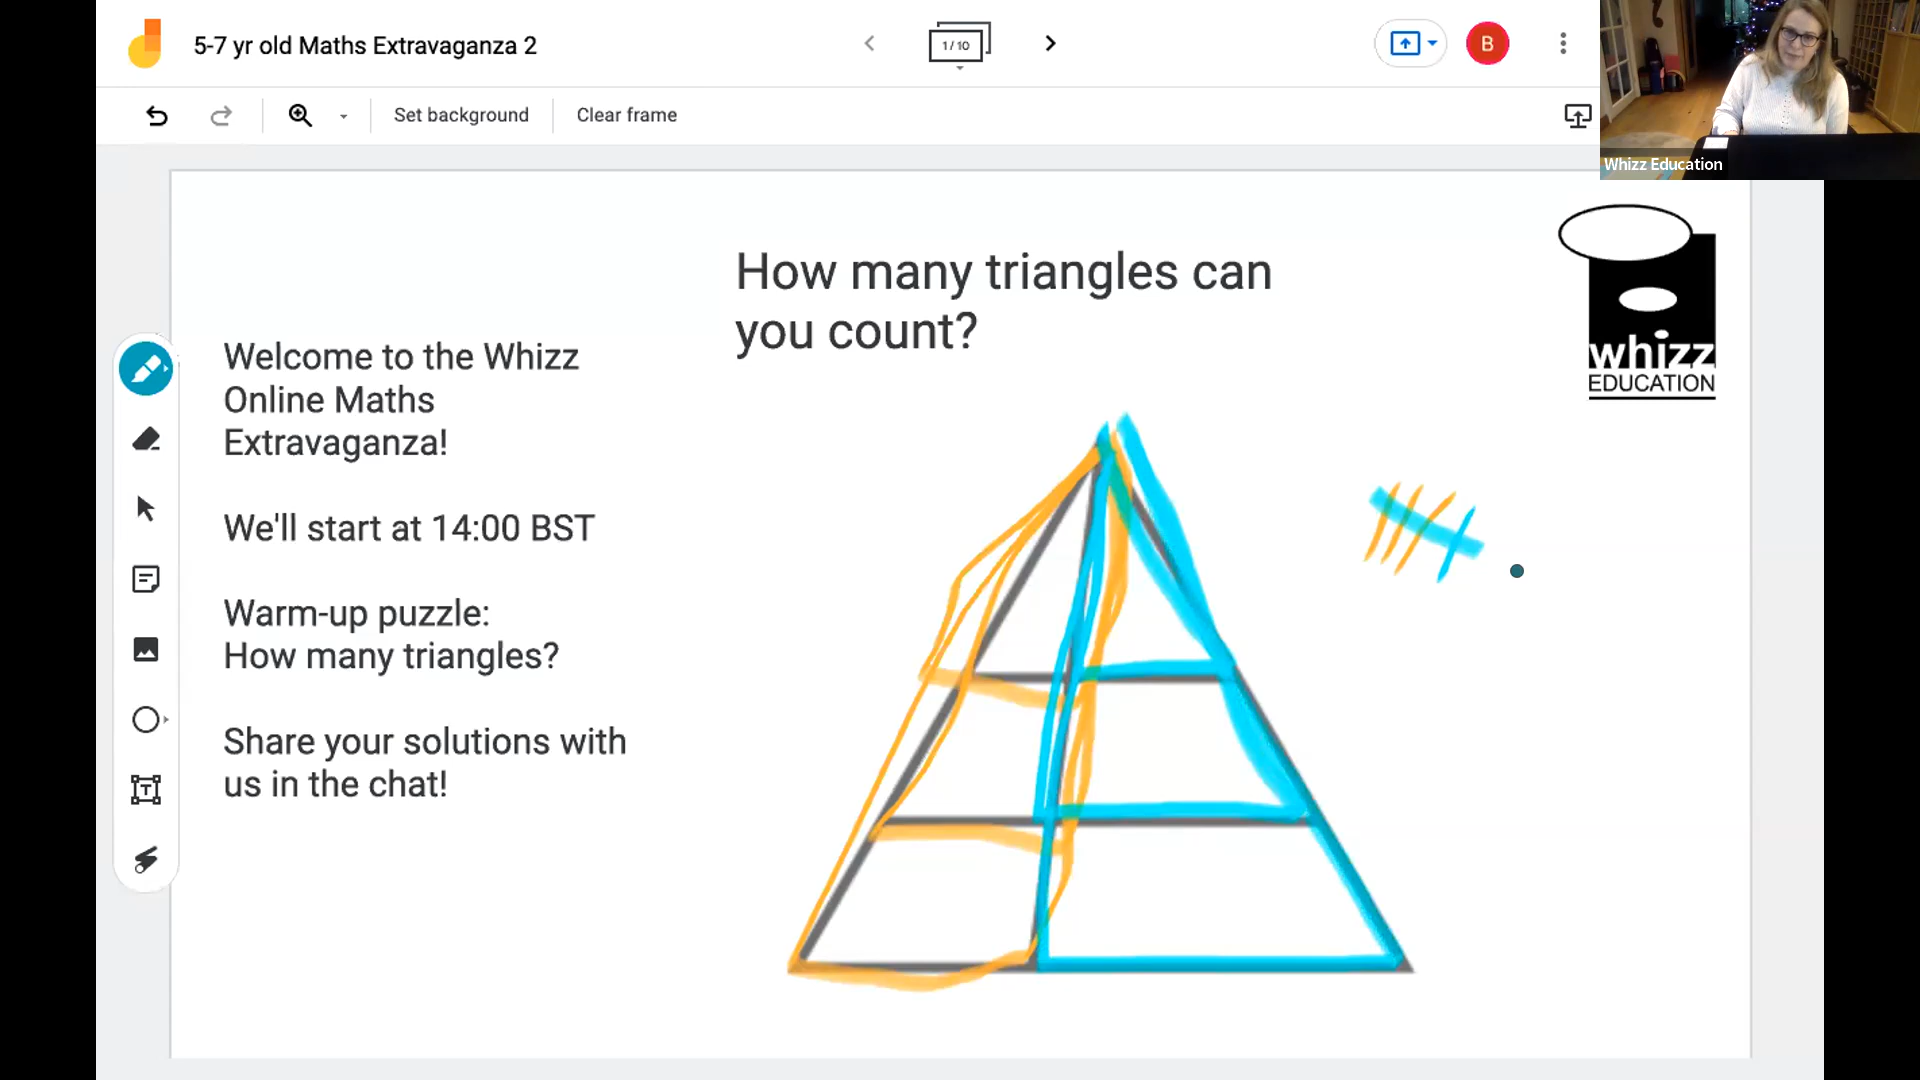 5-7 yr old Maths Extravaganza 2
1 / 10
B
Set background
Clear frame
Whizz Education
How many triangles can
you count?
whizz
EDUCATION
Welcome to the Whizz
Online Maths
Extravaganza!
We'll start at 14:00 BST
Warm-up puzzle:
How many triangles?
Share your solutions with
us in the chat!